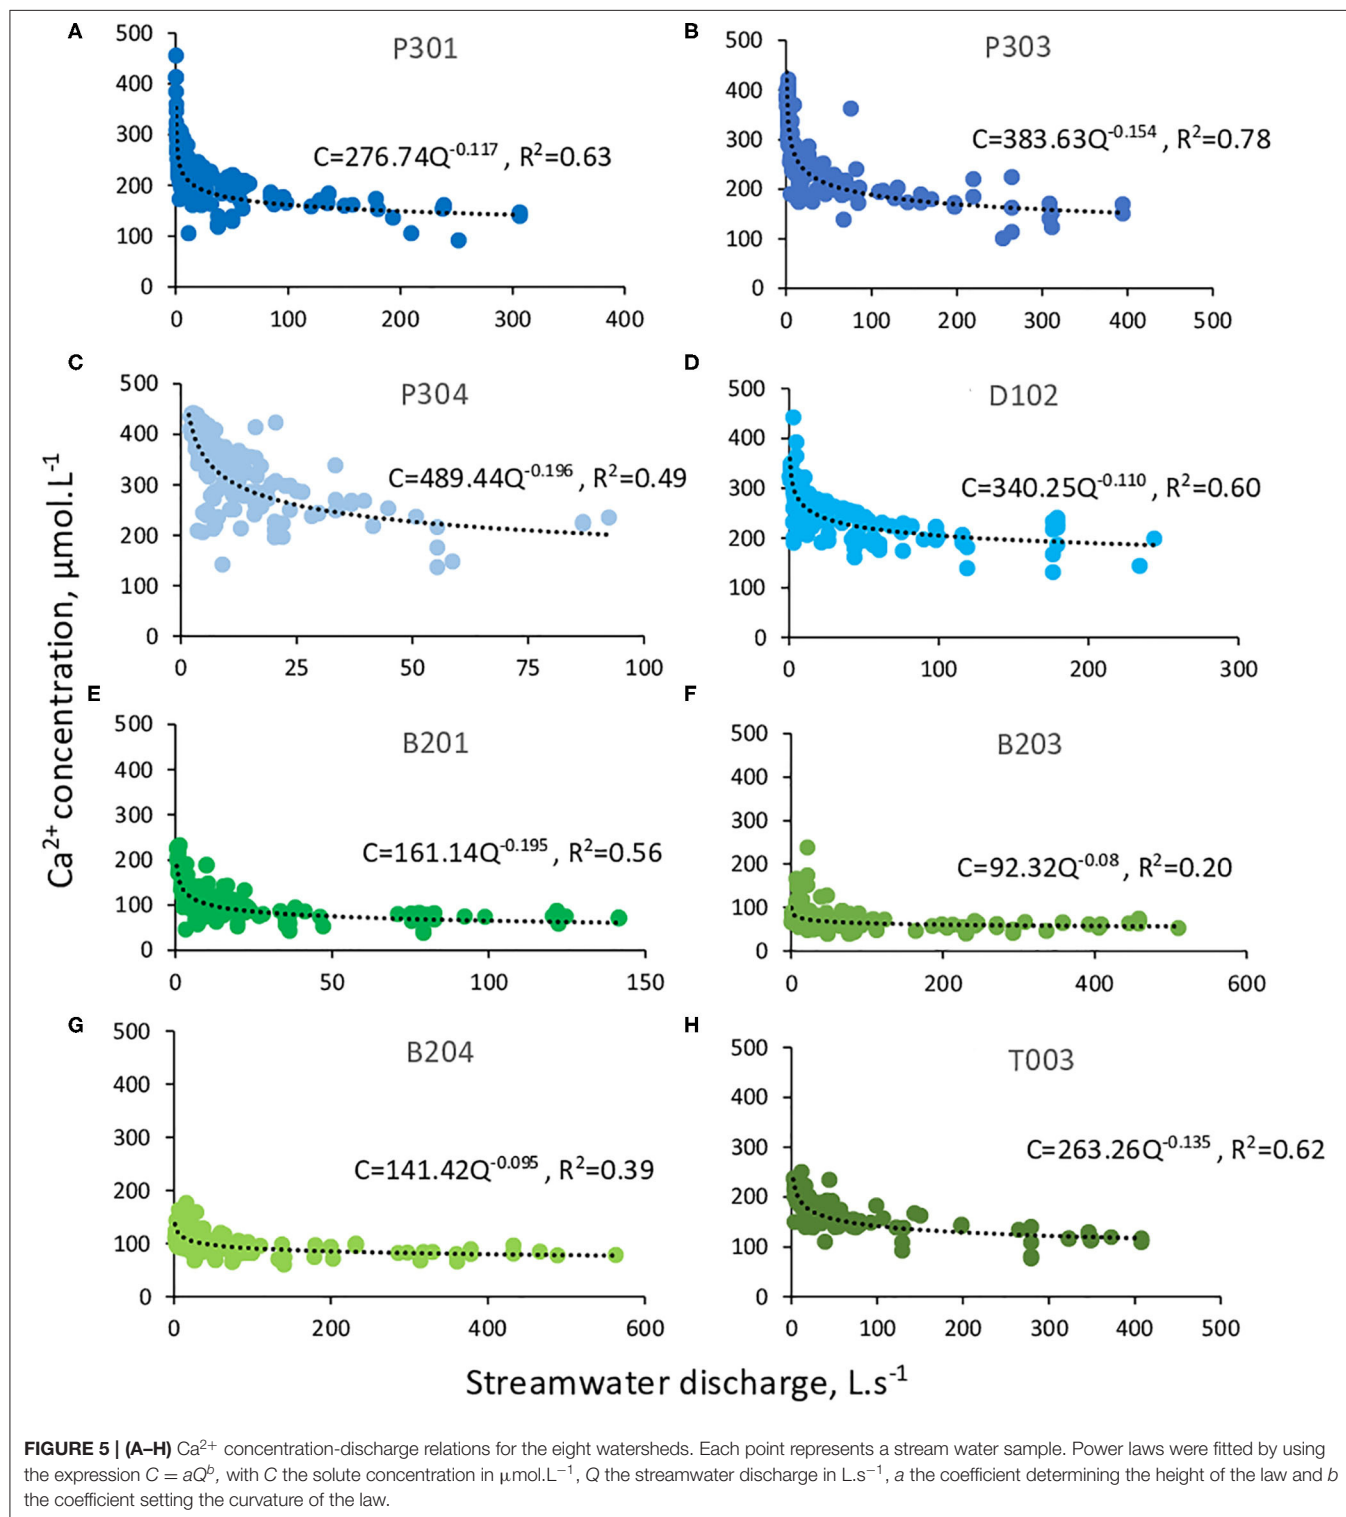 A
P301
C=276.74Q^-0.117 , R²=0.63
500
400
300
200
100
0
0 100 200 300 400
B
P303
C=383.63Q^-0.154 , R²=0.78
500
400
300
200
100
0
0 100 200 300 400 500
C
P304
C=489.44Q^-0.196 , R²=0.49
500
400
300
200
100
0
0 25 50 75 100
D
D102
C=340.25Q^-0.110 , R²=0.60
500
400
300
200
100
0
0 100 200 300
Ca²⁺ concentration, µmol.L⁻¹
E
B201
C=161.14Q^-0.195 , R²=0.56
500
400
300
200
100
0
0 50 100 150
F
B203
C=92.32Q^-0.08 , R²=0.20
500
400
300
200
100
0
0 200 400 600
G
B204
C=141.42Q^-0.095 , R²=0.39
500
400
300
200
100
0
0 200 400 600
H
T003
C=263.26Q^-0.135 , R²=0.62
500
400
300
200
100
0
0 100 200 300 400 500
Streamwater discharge, L.s⁻¹
FIGURE 5 | (A–H) Ca²⁺ concentration-discharge relations for the eight watersheds. Each point represents a stream water sample. Power laws were fitted by using
the expression C = aQᵇ, with C the solute concentration in μmol.L⁻¹, Q the streamwater discharge in L.s⁻¹, a the coefficient determining the height of the law and b
the coefficient setting the curvature of the law.